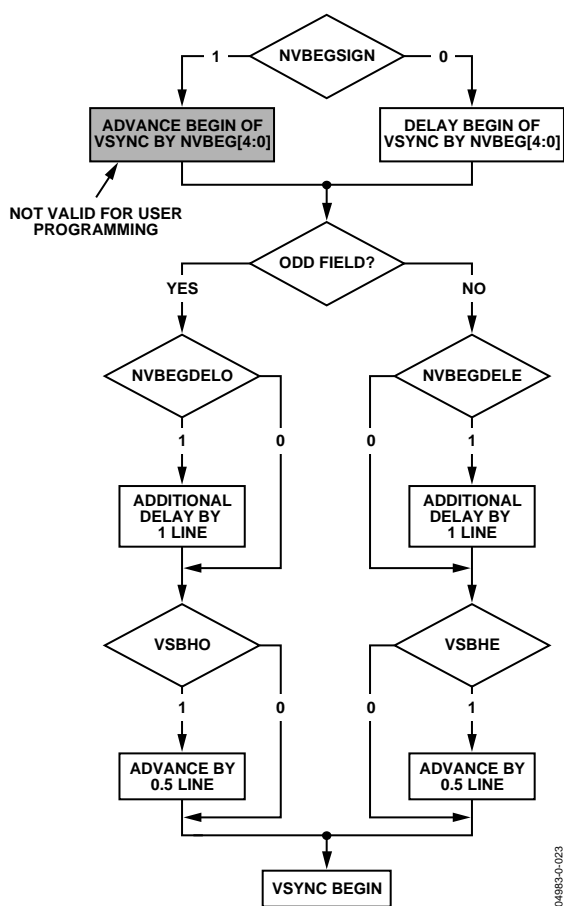 NVBEGSIGN
1
0
ADVANCE BEGIN OF
VSYNC BY NVBEG[4:0]
DELAY BEGIN OF
VSYNC BY NVBEG[4:0]
NOT VALID FOR USER
PROGRAMMING
ODD FIELD?
YES
NO
NVBEGDELO
NVBEGDELE
1
0
0
1
ADDITIONAL
DELAY BY
1 LINE
ADDITIONAL
DELAY BY
1 LINE
VSBHO
VSBHE
1
0
0
1
ADVANCE BY
0.5 LINE
ADVANCE BY
0.5 LINE
VSYNC BEGIN
04983-0-023